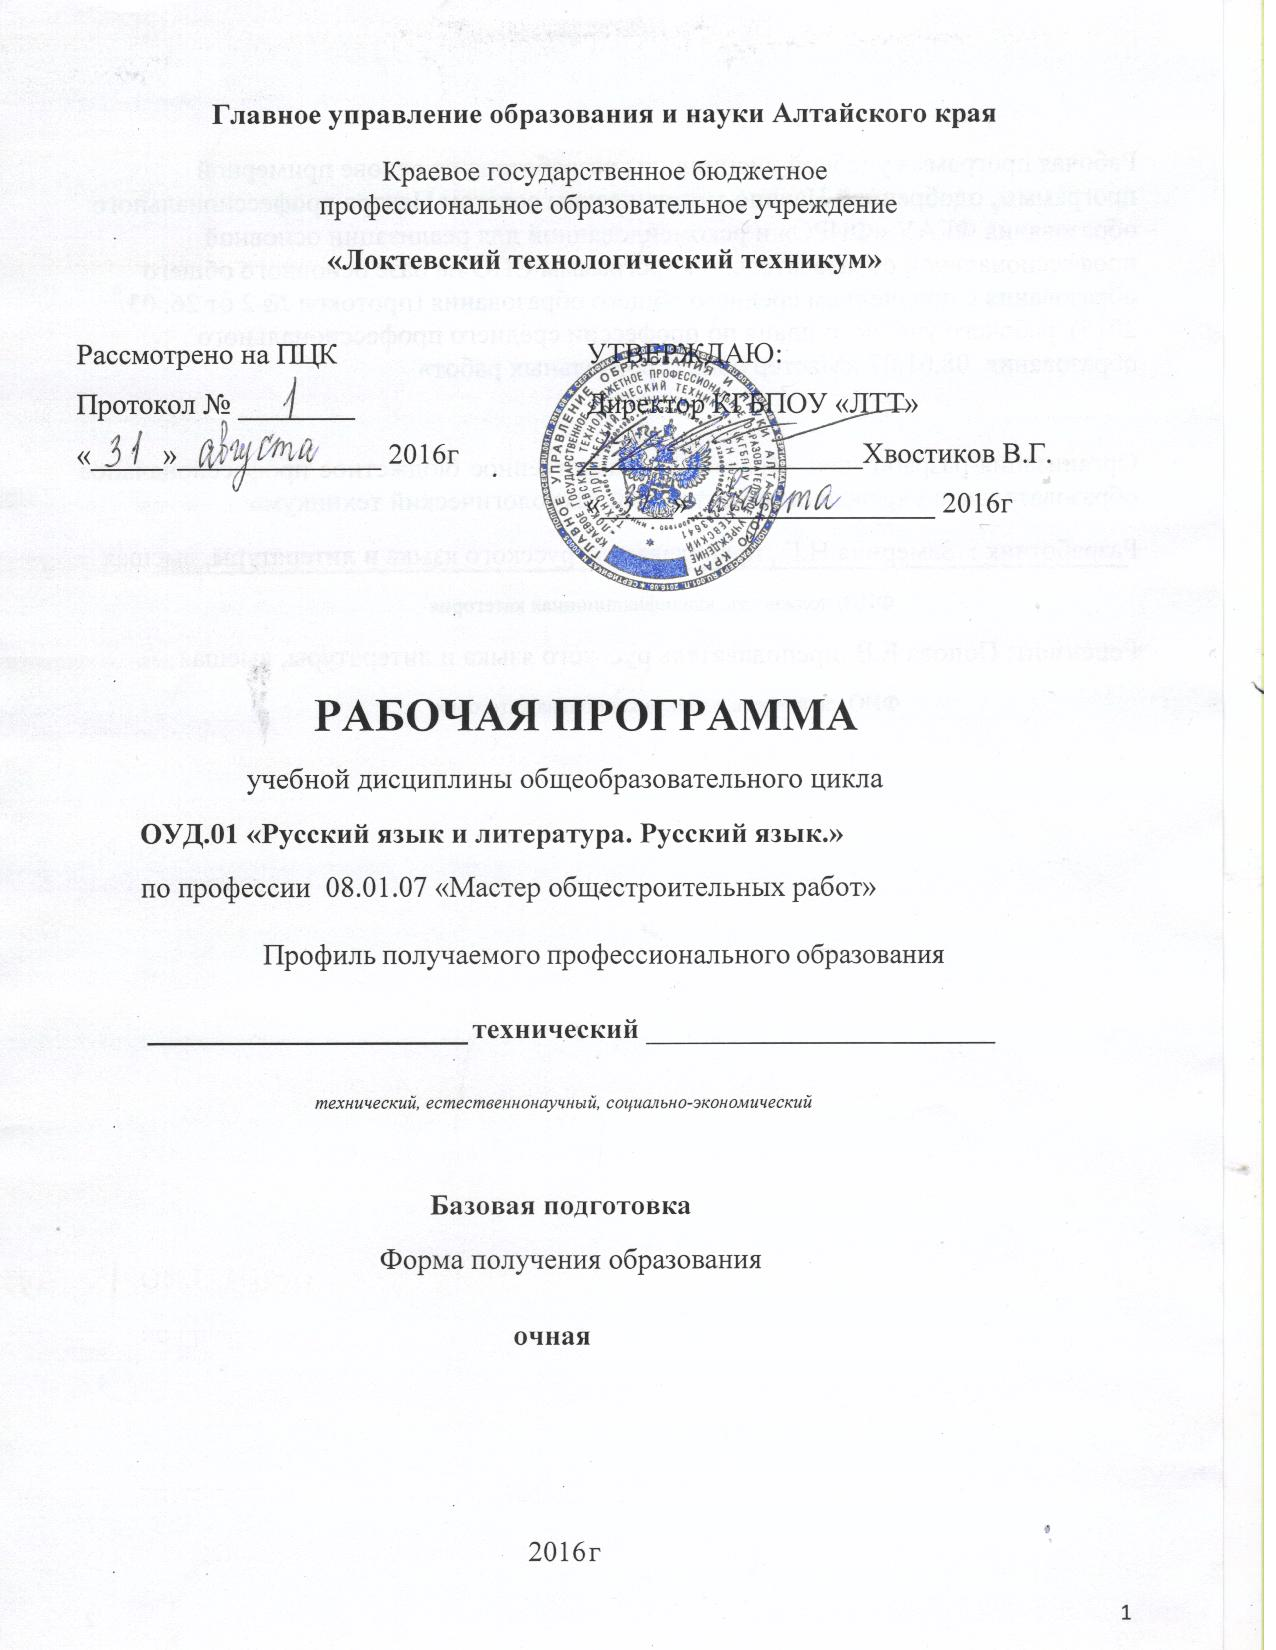 Главное управление образования и науки Алтайского края
Краевое государственное бюджетное
профессиональное образовательное учреждение
«Локтевский технологический техникум»
Рассмотрено на ПЦК
Протокол № 1
«31» августа 2016г
УТВЕРЖДАЮ:
Директор КГБПОУ «ЛТТ»
Хвостиков В.Г.
«31» августа 2016г
РАБОЧАЯ ПРОГРАММА
учебной дисциплины общеобразовательного цикла
ОУД.01 «Русский язык и литература. Русский язык.»
по профессии 08.01.07 «Мастер общестроительных работ»
Профиль получаемого профессионального образования
технический
технический, естественнонаучный, социально-экономический
Базовая подготовка
Форма получения образования
очная
2016г
1